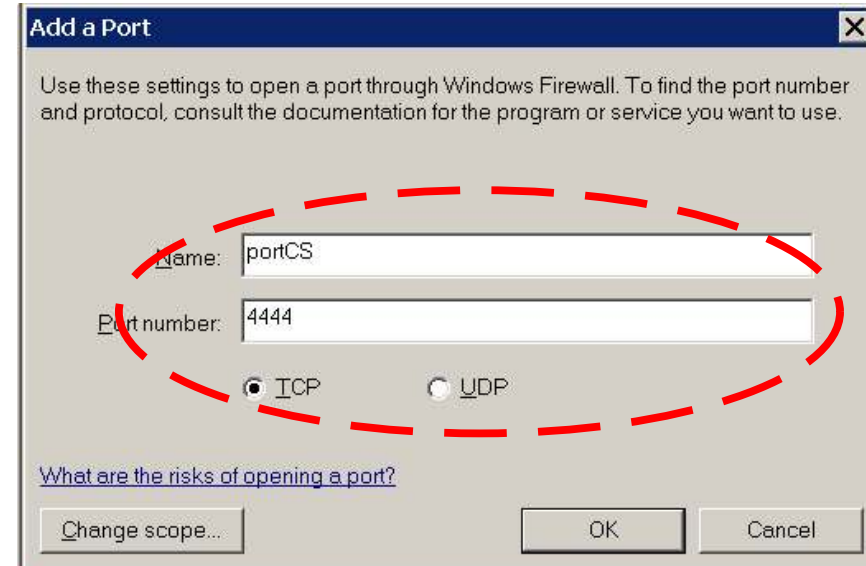 Add a Port
Use these settings to open a port through Windows Firewall. To find the port number
and protocol, consult the documentation for the program or service you want to use.
Name: portCS
Port number: 4444
TCP UDP
What are the risks of opening a port?
Change scope... OK Cancel